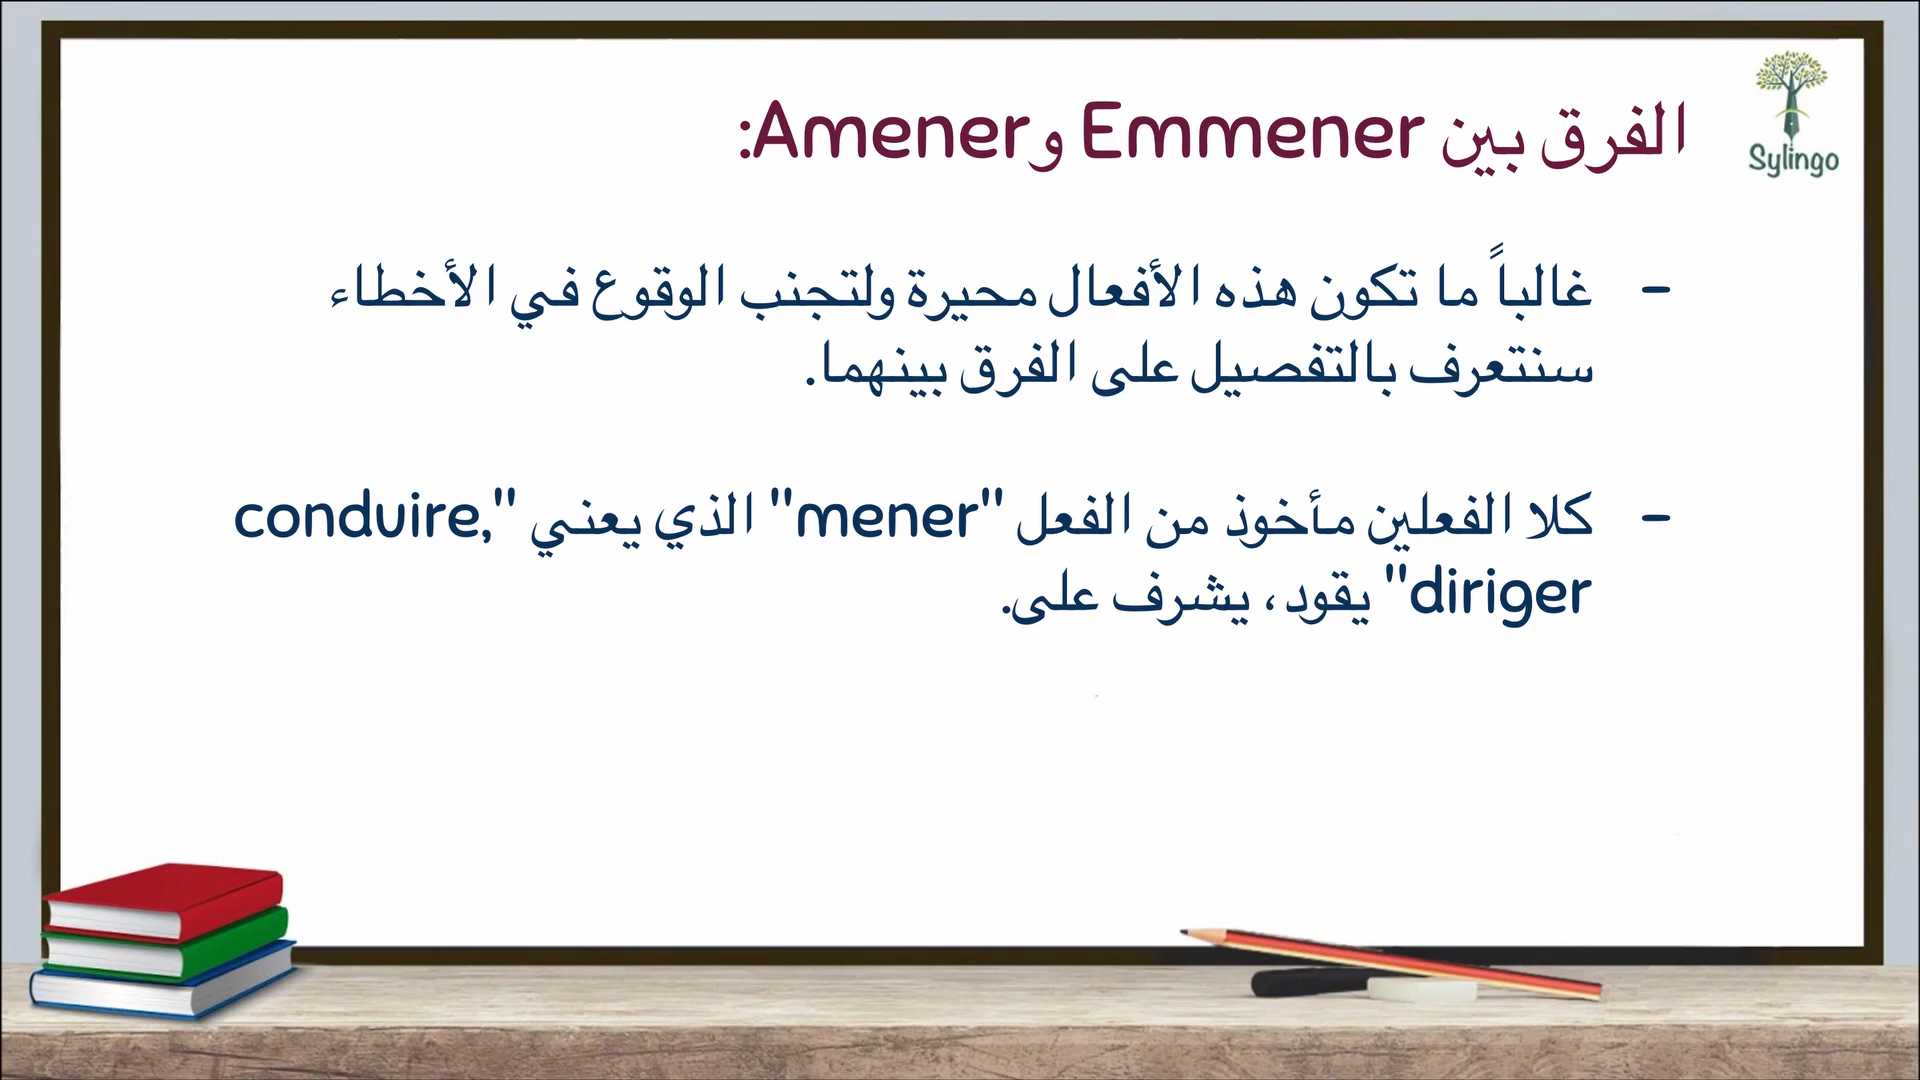 الفرق بين Emmener وAmener:
Sylingo
- غالباً ما تكون هذه الأفعال محيرة ولتجنب الوقوع في الأخطاء
سنتعرف بالتفصيل على الفرق بينهما.
- كلا الفعلين مأخوذ من الفعل "mener" الذي يعني "conduire,
diriger" يقود، يشرف على.